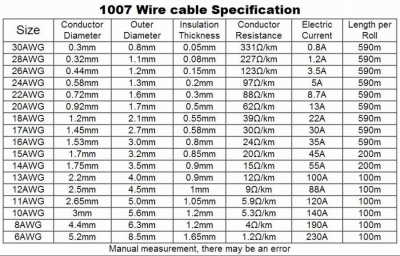 1007 Wire cable Specification
Size Conductor Diameter Outer Diameter Insulation Thickness Conductor Resistance Electric Current Length per Roll
30AWG 0.3mm 0.8mm 0.05mm 331Ω/km 0.8A 590m
28AWG 0.32mm 1.1mm 0.08mm 227Ω/km 1.2A 590m
26AWG 0.44mm 1.2mm 0.15mm 123Ω/km 3.5A 590m
24AWG 0.58mm 1.3mm 0.2mm 97Ω/km 5A 590m
22AWG 0.72mm 1.6mm 0.3mm 88Ω/km 8.7A 590m
20AWG 0.92mm 1.7mm 0.5mm 62Ω/km 13A 590m
18AWG 1.2mm 2.1mm 0.55mm 39Ω/km 22A 590m
17AWG 1.45mm 2.7mm 0.58mm 30Ω/km 30A 590m
16AWG 1.53mm 3.0mm 0.8mm 24Ω/km 35A 590m
15AWG 1.7mm 3.2mm 0.85mm 20Ω/km 45A 200m
14AWG 1.75mm 3.5mm 0.9mm 15Ω/km 55A 200m
13AWG 2.2mm 4.0mm 0.9mm 12Ω/km 100A 100m
12AWG 2.5mm 4.5mm 1mm 9Ω/km 88A 100m
11AWG 2.65mm 5.0mm 1.05mm 5.9Ω/km 120A 100m
10AWG 3mm 5.6mm 1.2mm 5.3Ω/km 140A 100m
8AWG 4.4mm 6.3mm 1.2mm 4Ω/km 190A 100m
6AWG 5.2mm 8.5mm 1.65mm 1.2Ω/km 230A 100m
Manual measurement, there may be an error